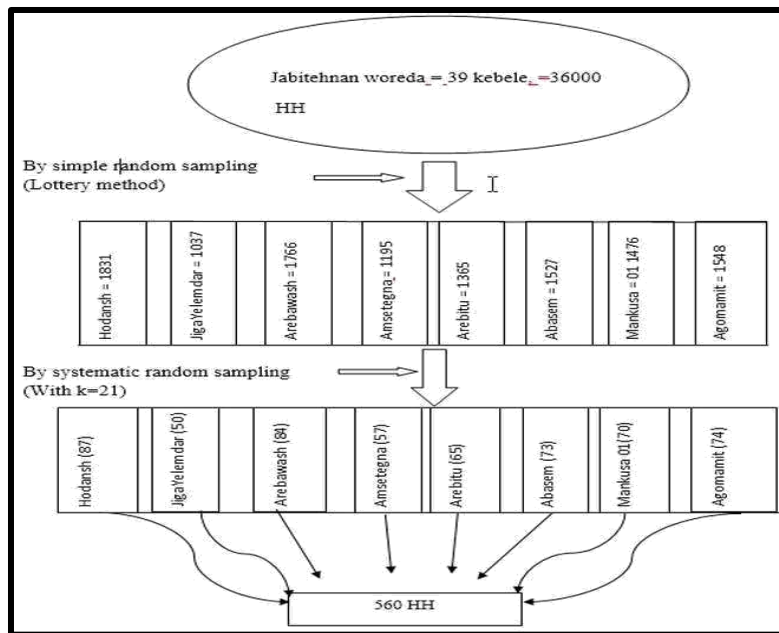 Jabitehnan woreda = 39 kebele, =36000
HH
By simple random sampling
(Lottery method)
Hodansh = 1831
JigaYelemdar = 1037
Arebawash = 1766
Amsetegna = 1195
Arebitu = 1365
Abasem = 1527
Mankusa = 01 1476
Agomamit = 1548
By systematic random sampling
(With k=21)
Hodansh (87)
JigaYelemdar (50)
Arebawash (84)
Amsetegna (57)
Arebitu (65)
Abasem (73)
Mankusa 01(70)
Agomamit (74)
560 HH